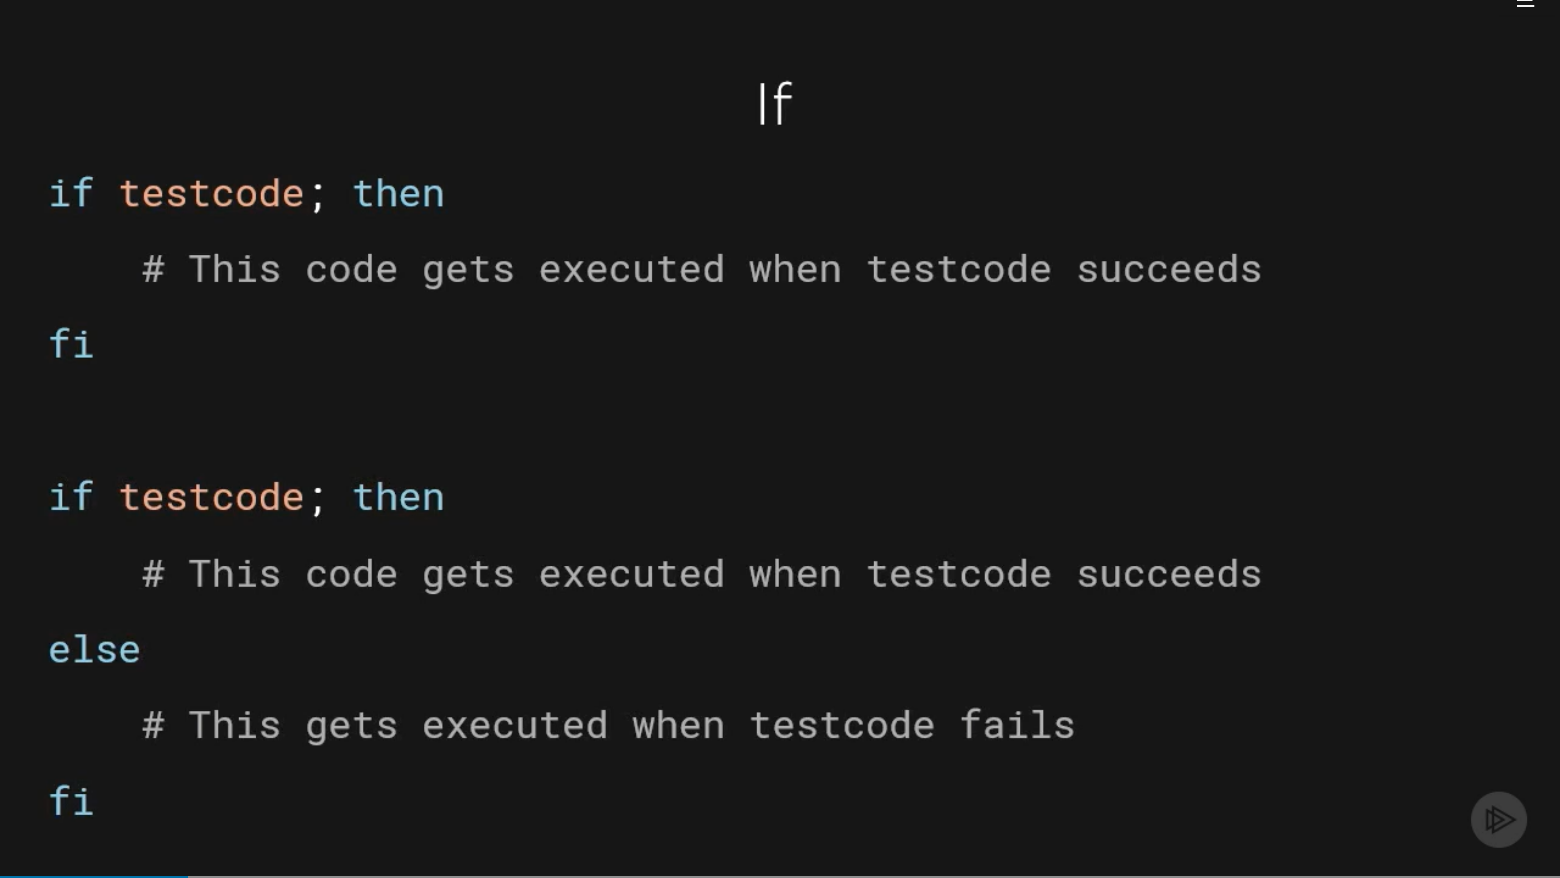 If
if testcode; then
# This code gets executed when testcode succeeds
fi
if testcode; then
# This code gets executed when testcode succeeds
else
# This gets executed when testcode fails
fi